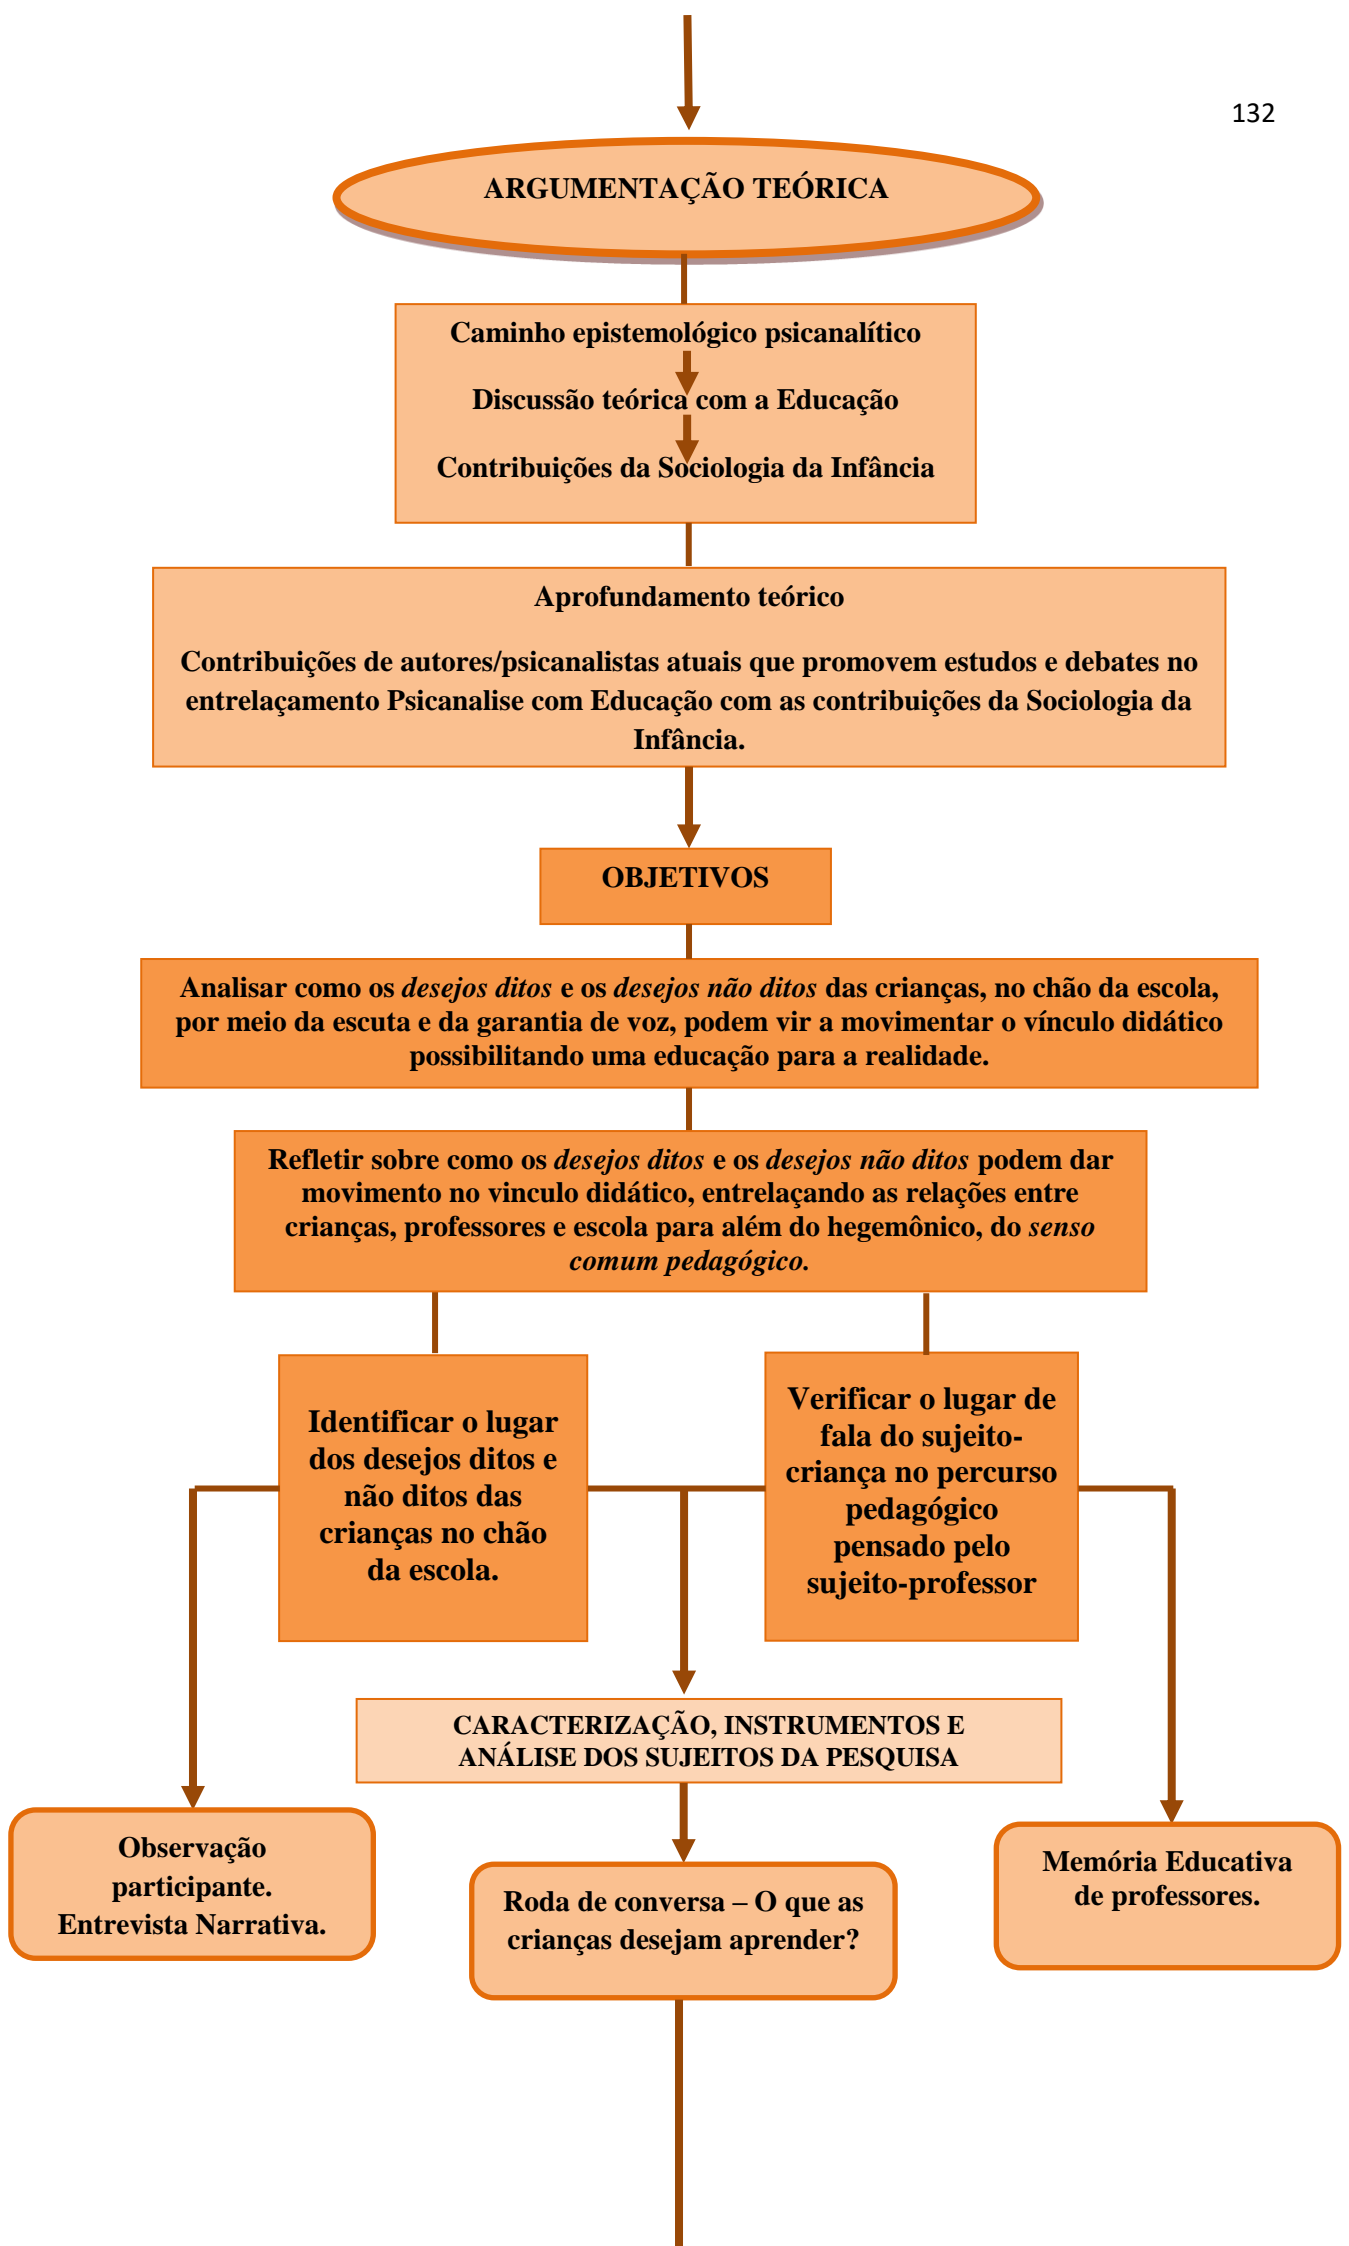 132
ARGUMENTAÇÃO TEÓRICA
Caminho epistemológico psicanalítico
Discussão teórica com a Educação
Contribuições da Sociologia da Infância
Aprofundamento teórico
Contribuições de autores/psicanalistas atuais que promovem estudos e debates no
entrelaçamento Psicanalise com Educação com as contribuições da Sociologia da
Infância.
OBJETIVOS
Analisar como os desejos ditos e os desejos não ditos das crianças, no chão da escola,
por meio da escuta e da garantia de voz, podem vir a movimentar o vínculo didático
possibilitando uma educação para a realidade.
Refletir sobre como os desejos ditos e os desejos não ditos podem dar
movimento no vinculo didático, entrelaçando as relações entre
crianças, professores e escola para além do hegemônico, do senso
comum pedagógico.
Identificar o lugar
dos desejos ditos e
não ditos das
crianças no chão
da escola.
Verificar o lugar de
fala do sujeito-
criança no percurso
pedagógico
pensado pelo
sujeito-professor
CARACTERIZAÇÃO, INSTRUMENTOS E
ANÁLISE DOS SUJEITOS DA PESQUISA
Observação
participante.
Entrevista Narrativa.
Roda de conversa – O que as
crianças desejam aprender?
Memória Educativa
de professores.